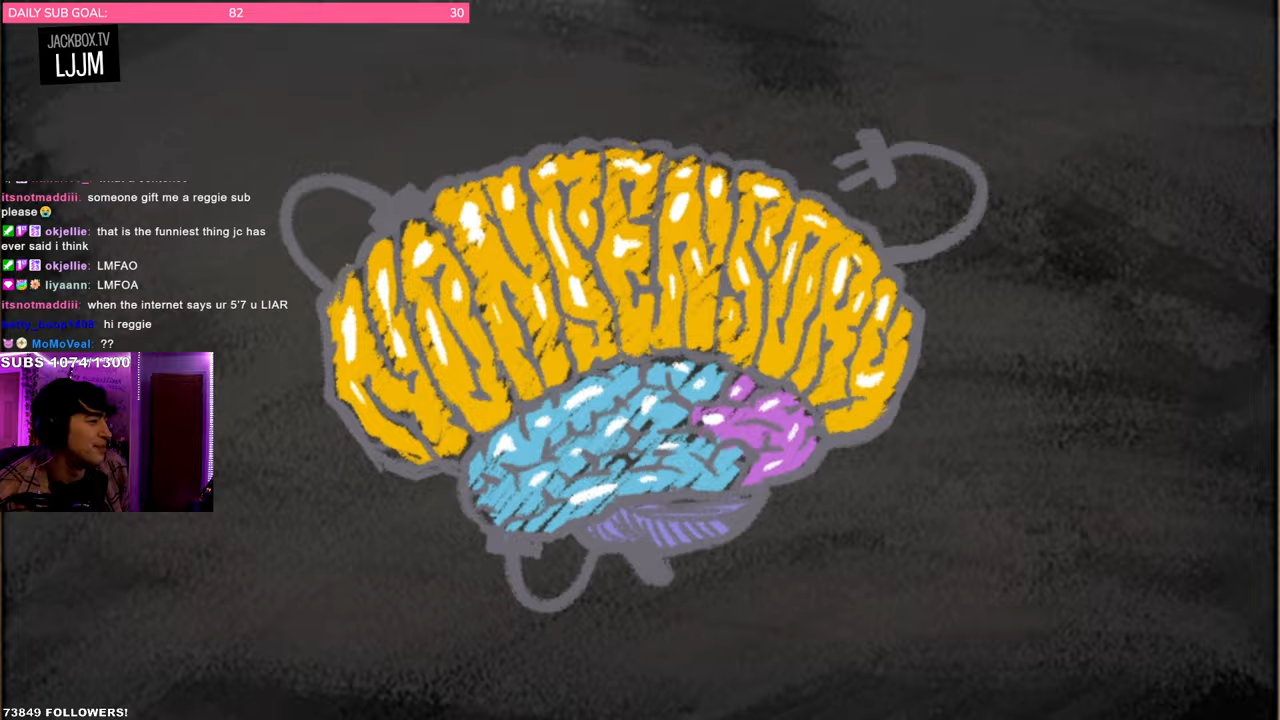 DAILY SUB GOAL: 82 30
JACKBOX.TV
LJJM
itsnotmaddiii: someone gift me a reggie sub
please😭
okjellie: that is the funniest thing jc has
ever said i think
okjellie: LMFAO
liyaann: LMFOA
itsnotmaddiii: when the internet says ur 5'7 u LIAR
hi reggie
MoMoVeal: ??
SUBS 1074/1300
73849 FOLLOWERS!